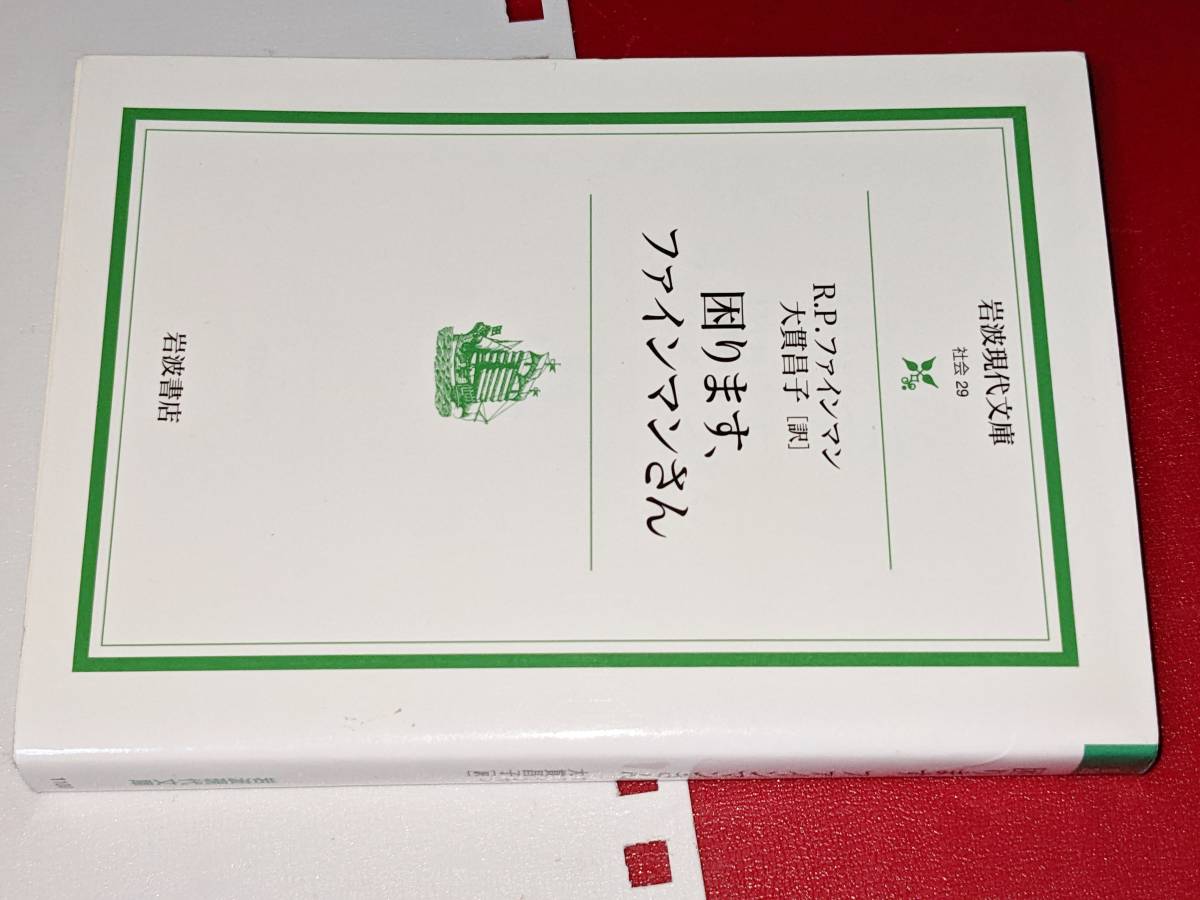 岩波現代文庫
社会 29
R.P.ファインマン
大貫昌子 [訳]
困ります、
ファインマンさん
岩波書店